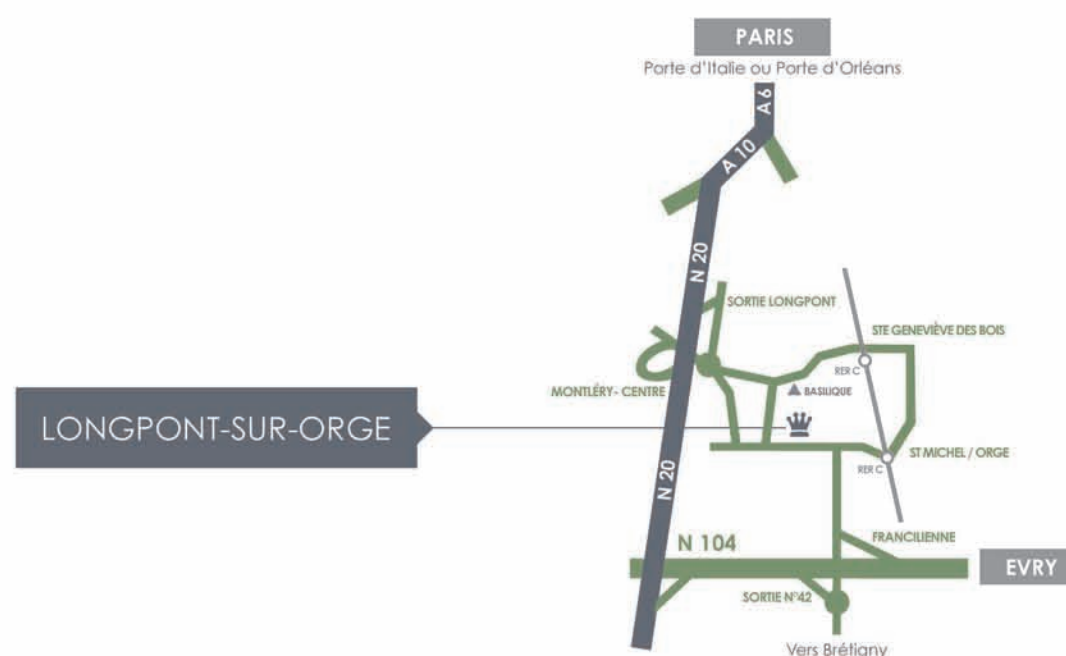 PARIS
Porte d'Italie ou Porte d'Orléans
A 6
A 10
N 20
SORTIE LONGPONT
STE GENEVIÈVE DES BOIS
RER C
MONTLÉRY- CENTRE
BASILIQUE
LONGPONT-SUR-ORGE
ST MICHEL / ORGE
RER C
N 20
FRANCILIENNE
N 104
EVRY
SORTIE N°42
Vers Brétigny